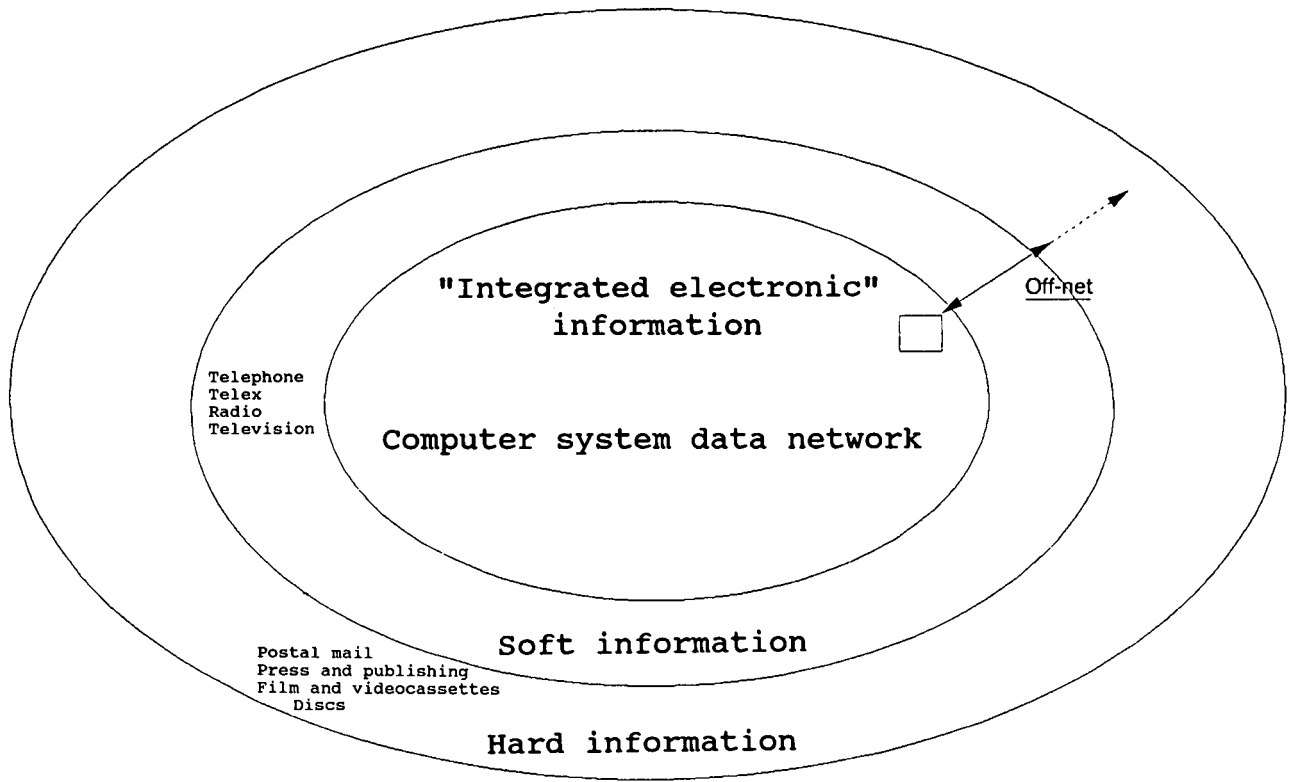 "Integrated electronic"
information
Off-net
Telephone
Telex
Radio
Television
Computer system data network
Soft information
Postal mail
Press and publishing
Film and videocassettes
Discs
Hard information